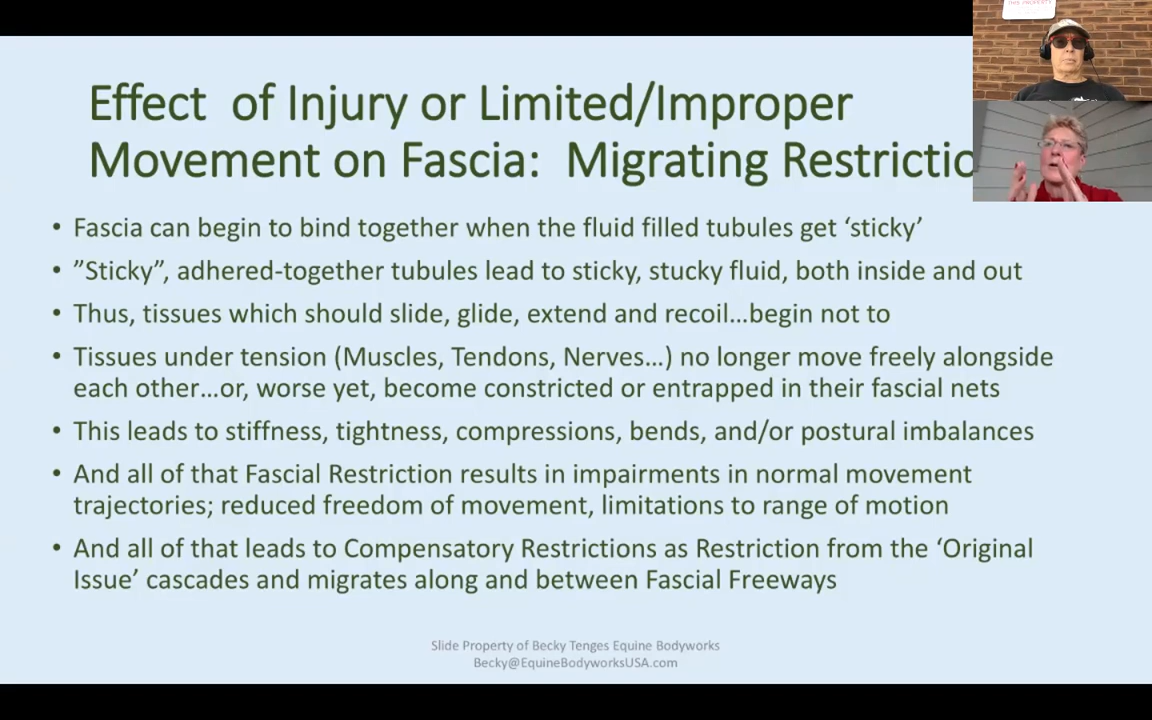 Effect of Injury or Limited/Improper
Movement on Fascia: Migrating Restrictio
• Fascia can begin to bind together when the fluid filled tubules get ‘sticky’
• ”Sticky”, adhered-together tubules lead to sticky, stucky fluid, both inside and out
• Thus, tissues which should slide, glide, extend and recoil…begin not to
• Tissues under tension (Muscles, Tendons, Nerves…) no longer move freely alongside
each other…or, worse yet, become constricted or entrapped in their fascial nets
• This leads to stiffness, tightness, compressions, bends, and/or postural imbalances
• And all of that Fascial Restriction results in impairments in normal movement
trajectories; reduced freedom of movement, limitations to range of motion
• And all of that leads to Compensatory Restrictions as Restriction from the ‘Original
Issue’ cascades and migrates along and between Fascial Freeways
Slide Property of Becky Tenges Equine Bodyworks
Becky@EquineBodyworksUSA.com